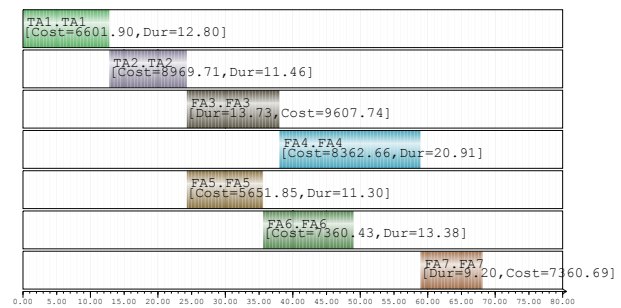 TA1.TA1
[Cost=6601.90,Dur=12.80]
TA2.TA2
[Cost=8969.71,Dur=11.46]
FA3.FA3
[Dur=13.73,Cost=9607.74]
FA4.FA4
[Cost=8362.66,Dur=20.91]
FA5.FA5
[Cost=5651.85,Dur=11.30]
FA6.FA6
[Cost=7360.43,Dur=13.38]
FA7.FA7
[Dur=9.20,Cost=7360.69]
0.00 5.00 10.00 15.00 20.00 25.00 30.00 35.00 40.00 45.00 50.00 55.00 60.00 65.00 70.00 75.00 80.00